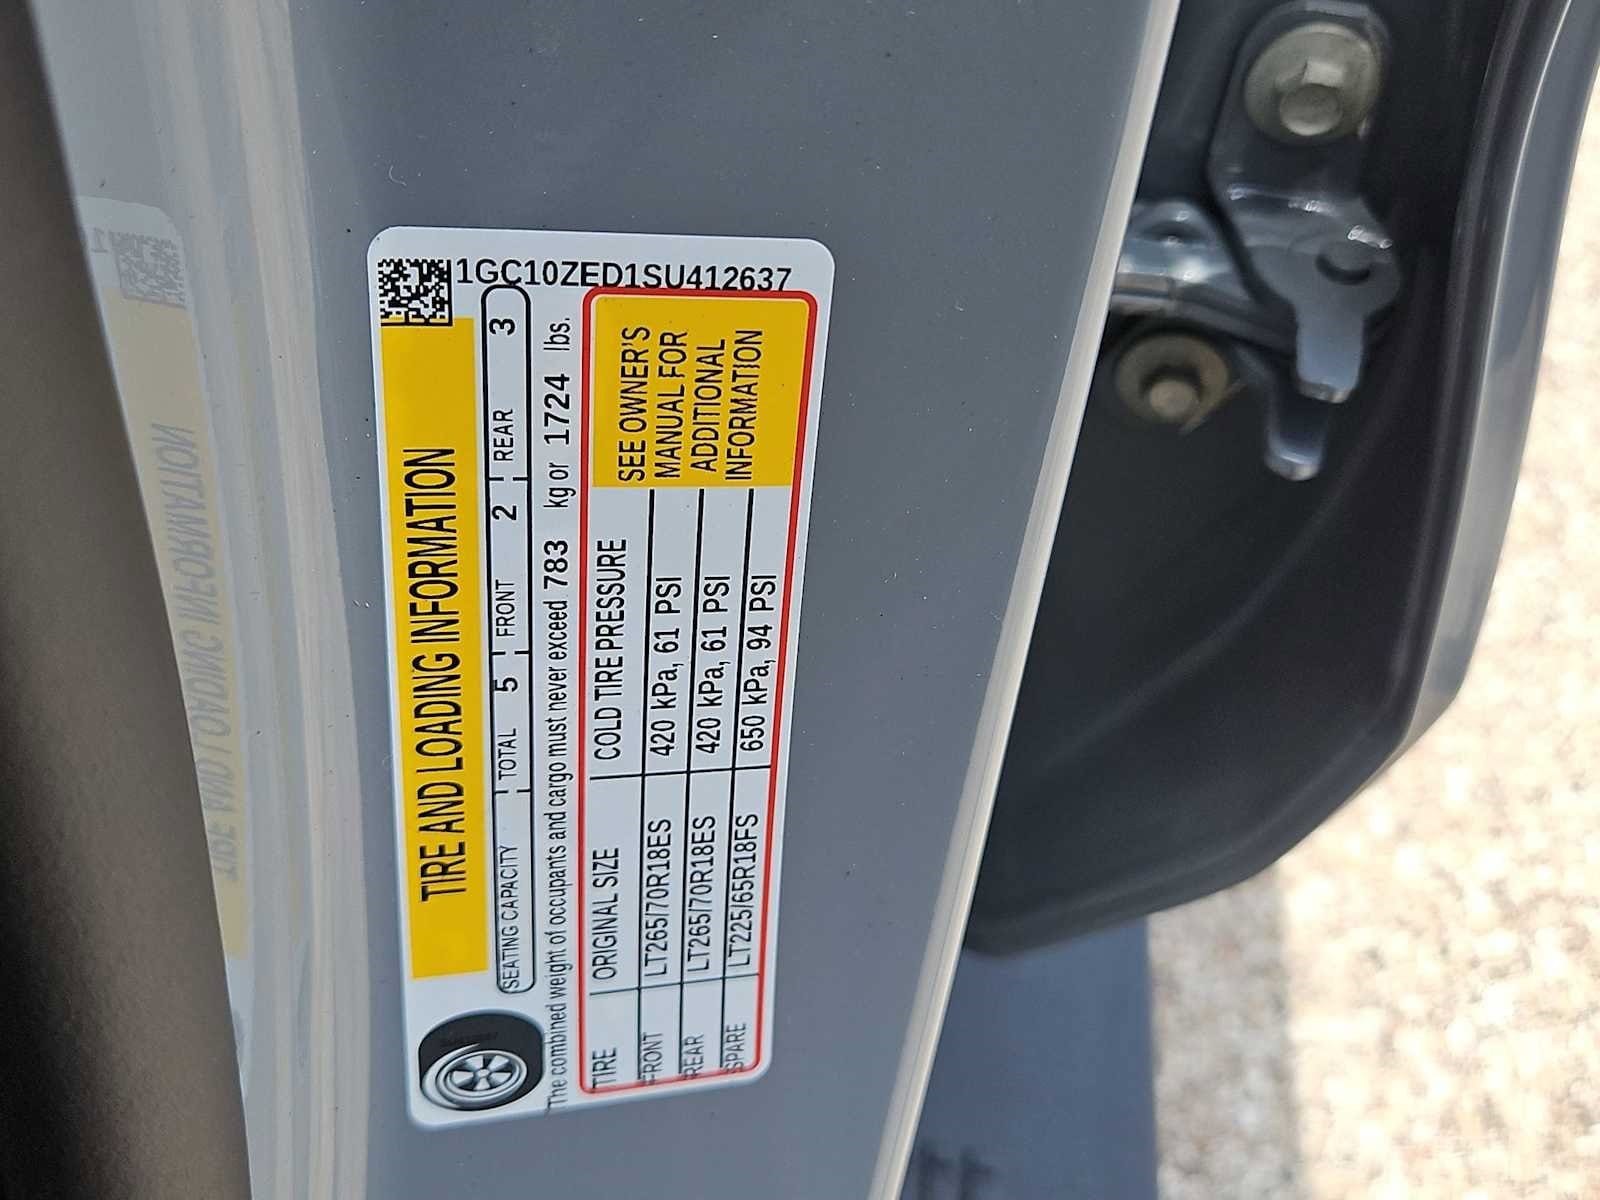 1GC10ZED1SU412637
TIRE AND LOADING INFORMATION
SEATING CAPACITY TOTAL 5 FRONT 2 REAR 3
The combined weight of occupants and cargo must never exceed 783 kg or 1724 lbs.
TIRE ORIGINAL SIZE COLD TIRE PRESSURE
FRONT LT265/70R18ES 420 kPa, 61 PSI
REAR LT265/70R18ES 420 kPa, 61 PSI
SPARE LT225/65R18FS 650 kPa, 94 PSI
SEE OWNER'S
MANUAL FOR
ADDITIONAL
INFORMATION